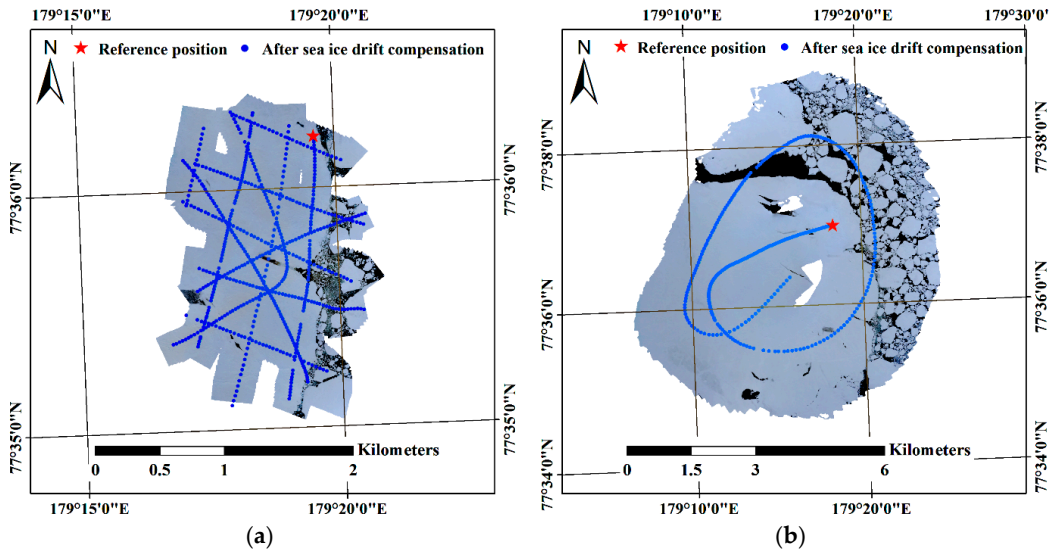 179°15'0"E 179°20'0"E 179°10'0"E 179°20'0"E 179°30'0"E
N ★ Reference position ● After sea ice drift compensation
N ★ Reference position ● After sea ice drift compensation
77°36'0"N 77°36'0"N 77°38'0"N 77°38'0"N
77°36'0"N 77°36'0"N
77°35'0"N 77°35'0"N 77°34'0"N 77°34'0"N
Kilometers Kilometers
0 0.5 1 2 0 1.5 3 6
179°15'0"E 179°20'0"E 179°10'0"E 179°20'0"E
(a) (b)